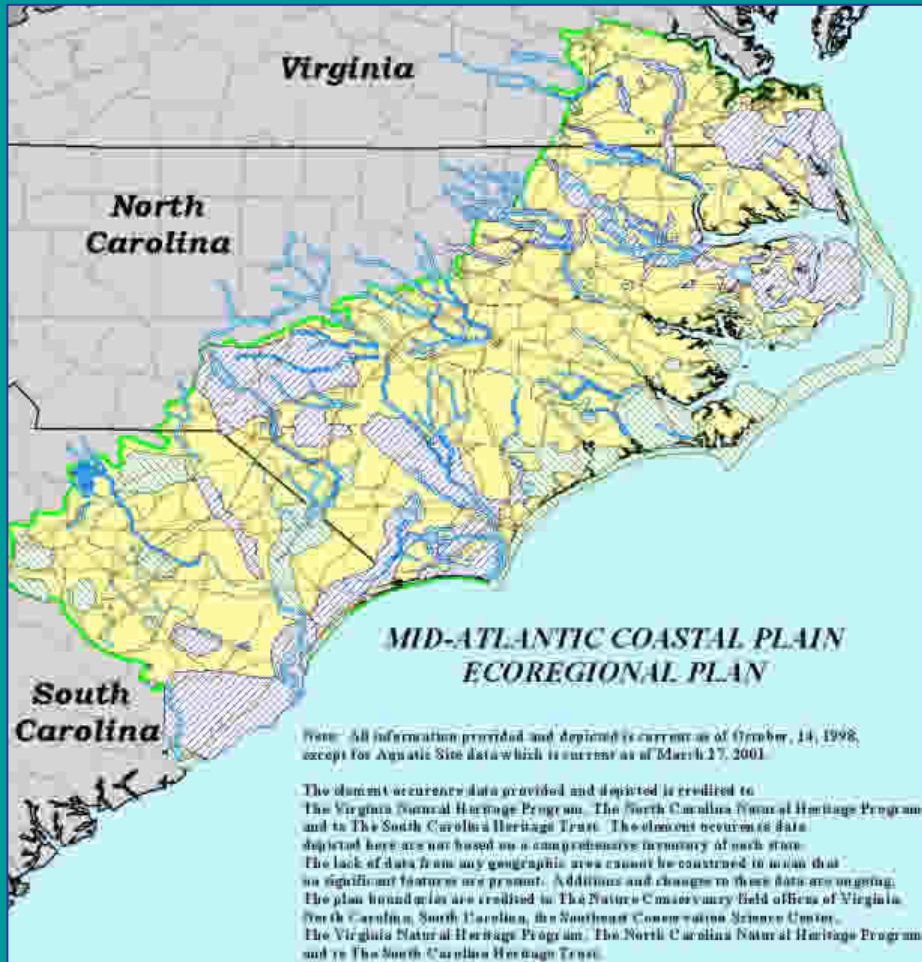 Virginia
North
Carolina
South
Carolina
MID-ATLANTIC COASTAL PLAIN
ECOREGIONAL PLAN
Note: All information provided and depicted is current as of October, 14, 1998,
except for Aquatic Site data which is current as of March 27, 2001.
The element occurence data provided and depicted is credited to
The Virginia Natural Heritage Program, The North Carolina Natural Heritage Program
and to The South Carolina Heritage Trust. The element occurence data
depicted here are not based on a comprehensive inventory of each state.
The lack of data from any geographic area cannot be construed to mean that
no significant features are present. Additions and changes to these data are ongoing.
The plan boundaries are credited to The Nature Conservancy field offices of Virginia,
North Carolina, South Carolina, the Southeast Conservation Science Center,
The Virginia Natural Heritage Program, The North Carolina Natural Heritage Program
and to The South Carolina Heritage Trust.